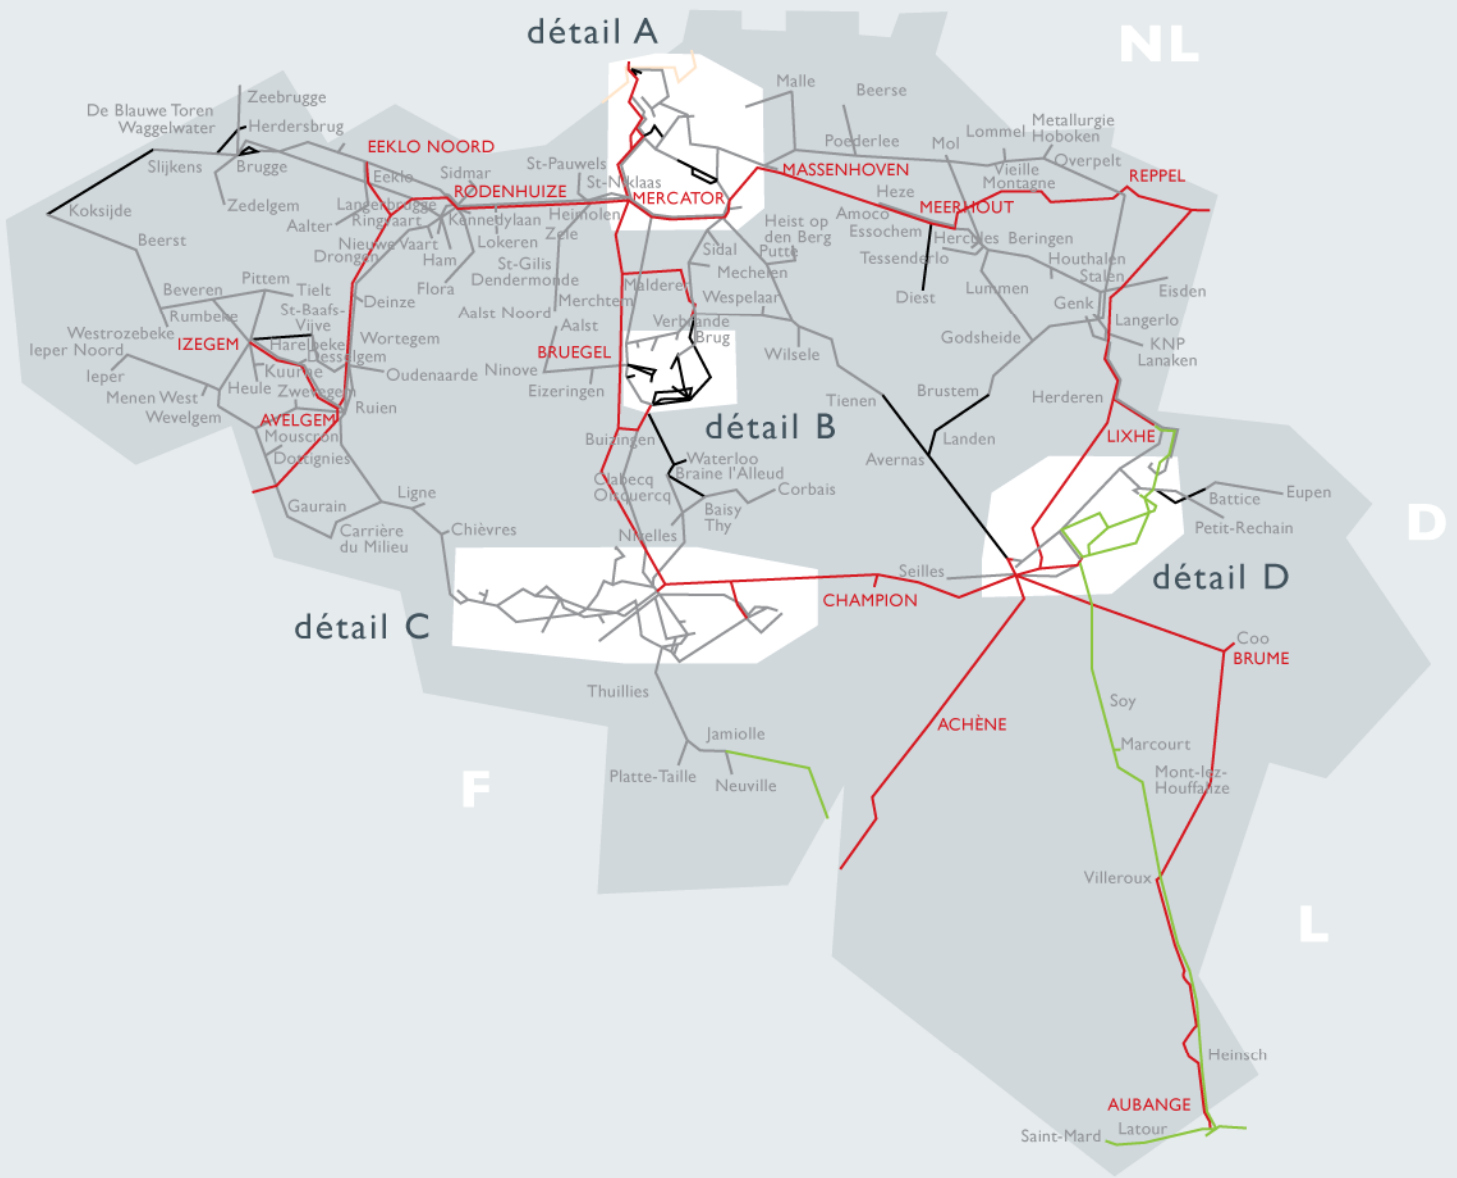 détail A
NL
Malle
Beerse
De Blauwe Toren
Zeebrugge
Waggelwater
Herdersbrug
Metallurgie
Hoboken
Lommel
Poederlee
Mol
EEKLO NOORD
Slijkens
Brugge
Eeklo
Sidmar
St-Pauwels
MASSENHOVEN
Overpelt
Vieille
Montagne
REPPEL
RODENHUIZE
St-Niklaas
MERCATOR
Heze
MEERHOUT
Koksijde
Zedelgem
Langerbrugge
Ringvaart
Kennedylaan
Heimolen
Aalter
Heist op
den Berg
Putte
Amoco
Essochem
Beerst
Nieuwe Vaart
Drongen
Lokeren
Zele
Sidal
Hercules
Beringen
Tessenderlo
Houthalen
Ham
St-Gilis
Dendermonde
Mechelen
Stalen
Pittem
Beveren
Tielt
Flora
Malderen
Wespelaar
Diest
Lummen
Eisden
Genk
Deinze
Merchtem
Rumbeke
St-Baafs-
Vijve
Aalst Noord
Aalst
Verbrande
Brug
Langerlo
Westrozebeke
Ieper Noord
IZEGEM
Harelbeke
Desselgem
Wortegem
BRUEGEL
Wilsele
Godsheide
KNP
Lanaken
Ieper
Kuurne
Oudenaarde
Ninove
Heule
Zwevegem
Eizeringen
Menen West
Wevelgem
Brustem
Herderen
Tienen
AVELGEM
Ruien
détail B
Mouscron
Buizingen
Landen
LIXHE
Dottignies
Waterloo
Braine l'Alleud
Avernas
Clabecq
Oisquercq
Corbais
Ligne
Gaurain
Baisy
Thy
Battice
Eupen
Carrière
du Milieu
Chièvres
Nivelles
Petit-Rechain
D
Seilles
détail D
CHAMPION
détail C
Coo
BRUME
Thuillies
Soy
ACHÈNE
Jamiolle
Marcourt
Platte-Taille
Neuville
Mont-lez-
Houffalize
F
Villeroux
L
Heinsch
AUBANGE
Saint-Mard
Latour